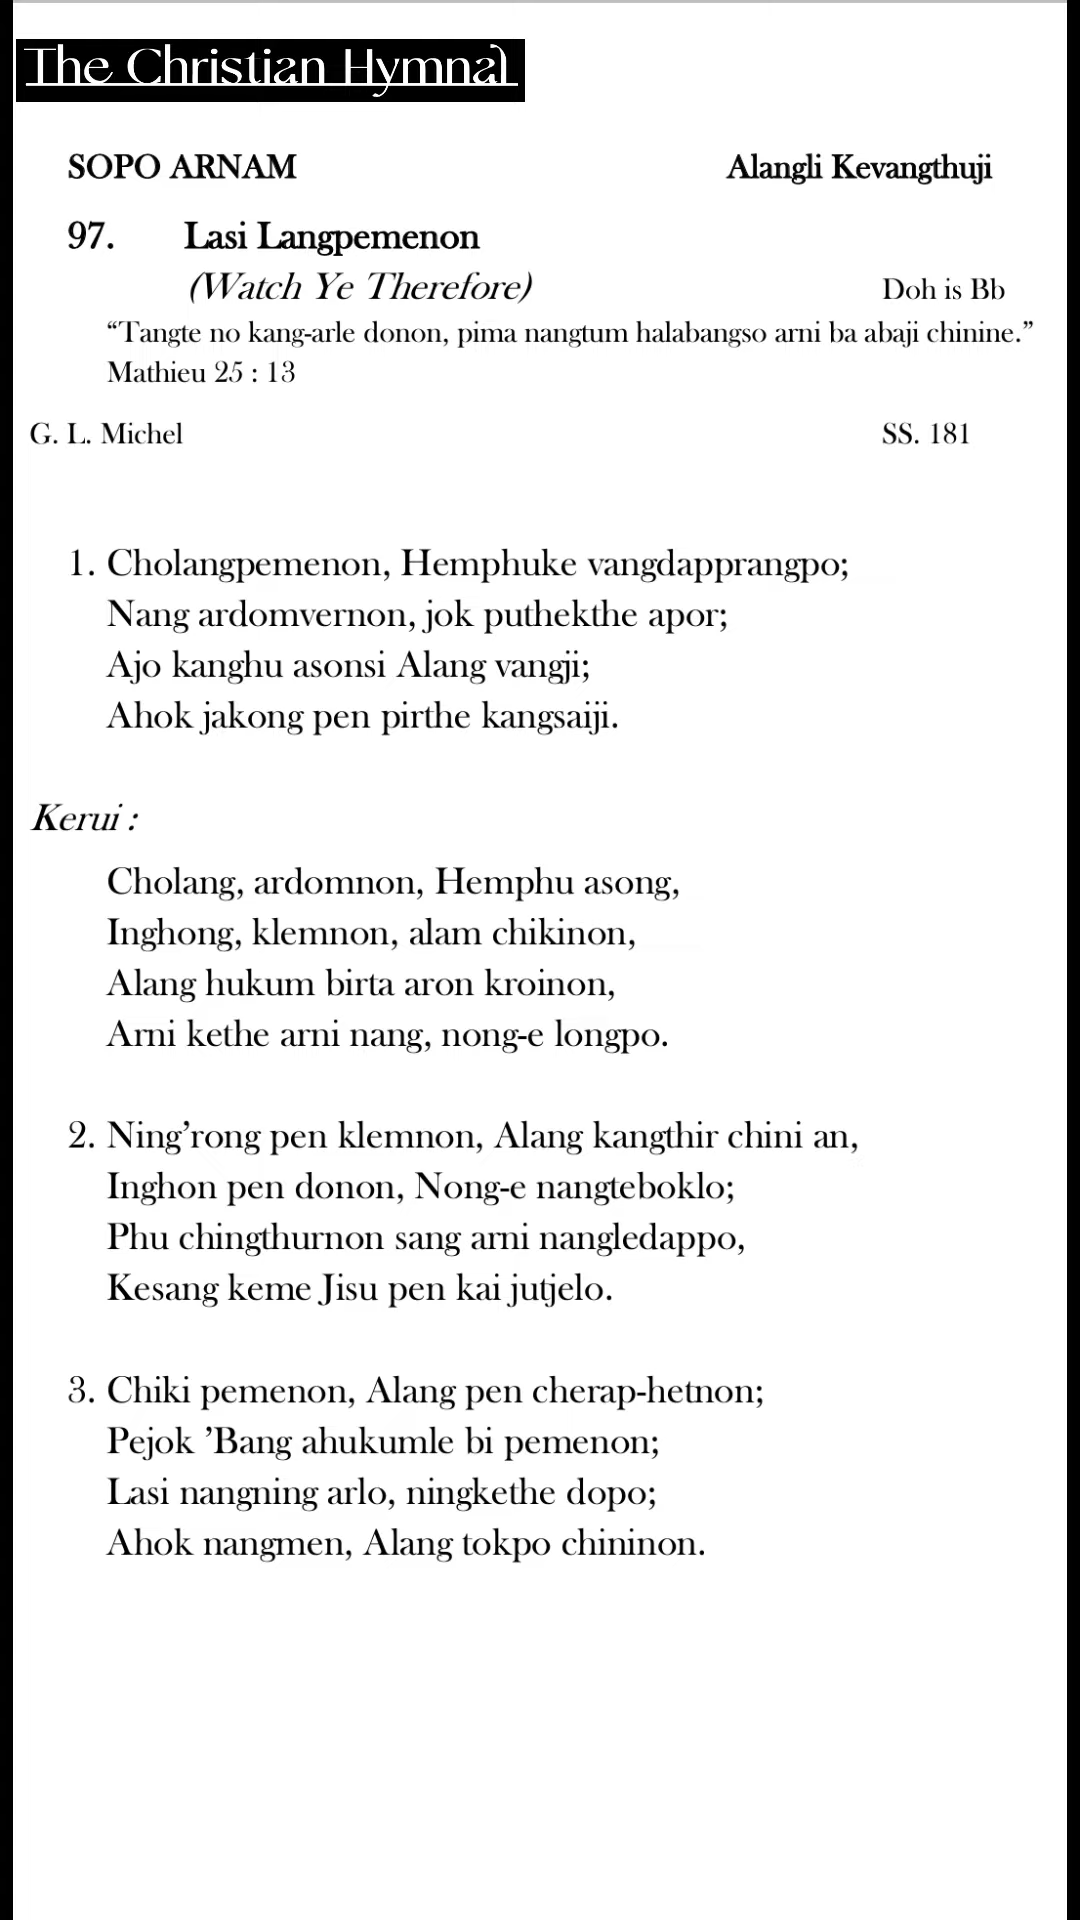 The Christian Hymnal
SOPO ARNAM Alangli Kevangthuji
97. Lasi Langpemenon
(Watch Ye Therefore) Doh is Bb
“Tangte no kang-arle donon, pima nangtum halabangso arni ba abaji chinine.”
Mathieu 25 : 13
G. L. Michel SS. 181
1. Cholangpemenon, Hemphuke vangdapprangpo;
Nang ardomvernon, jok puthekthe apor;
Ajo kanghu asonsi Alang vangji;
Ahok jakong pen pirthe kangsaiji.
Kerui :
Cholang, ardomnon, Hemphu asong,
Inghong, klemnon, alam chikinon,
Alang hukum birta aron kroinon,
Arni kethe arni nang, nong-e longpo.
2. Ning’rong pen klemnon, Alang kangthir chini an,
Inghon pen donon, Nong-e nangteboklo;
Phu chingthurnon sang arni nangledappo,
Kesang keme Jisu pen kai jutjelo.
3. Chiki pemenon, Alang pen cherap-hetnon;
Pejok ’Bang ahukumle bi pemenon;
Lasi nangning arlo, ningkethe dopo;
Ahok nangmen, Alang tokpo chininon.